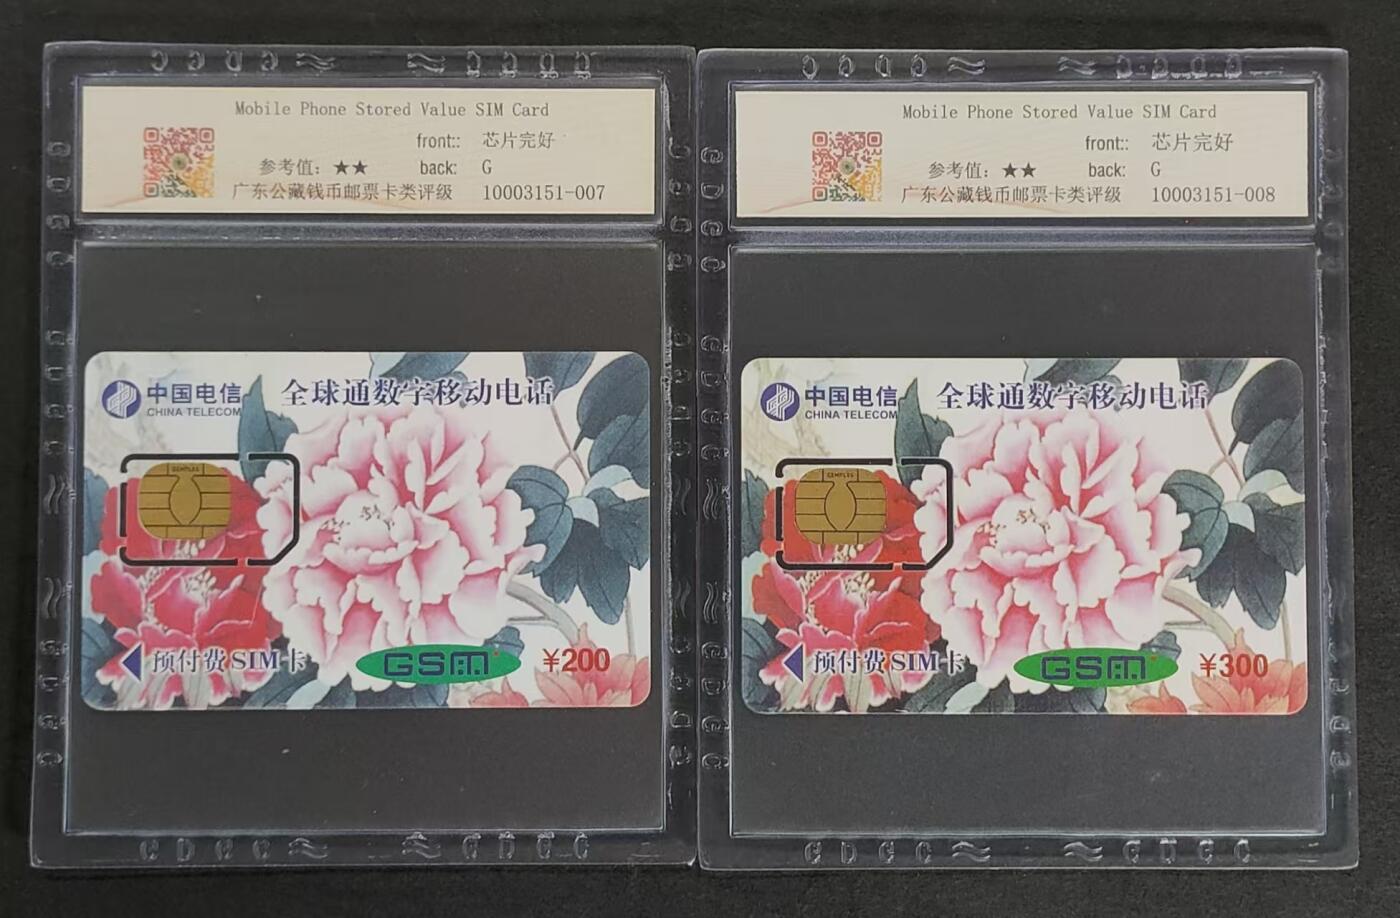 Mobile Phone Stored Value SIM Card
front:: 芯片完好
参考值: ★★ back: G
广东公藏钱币邮票卡类评级 10003151-007
中国电信 全球通数字移动电话
CHINA TELECOM
GEMPLUS
预付费SIM卡 GSM ¥200
Mobile Phone Stored Value SIM Card
front:: 芯片完好
参考值: ★★ back: G
广东公藏钱币邮票卡类评级 10003151-008
中国电信 全球通数字移动电话
CHINA TELECOM
GEMPLUS
预付费SIM卡 GSM ¥300